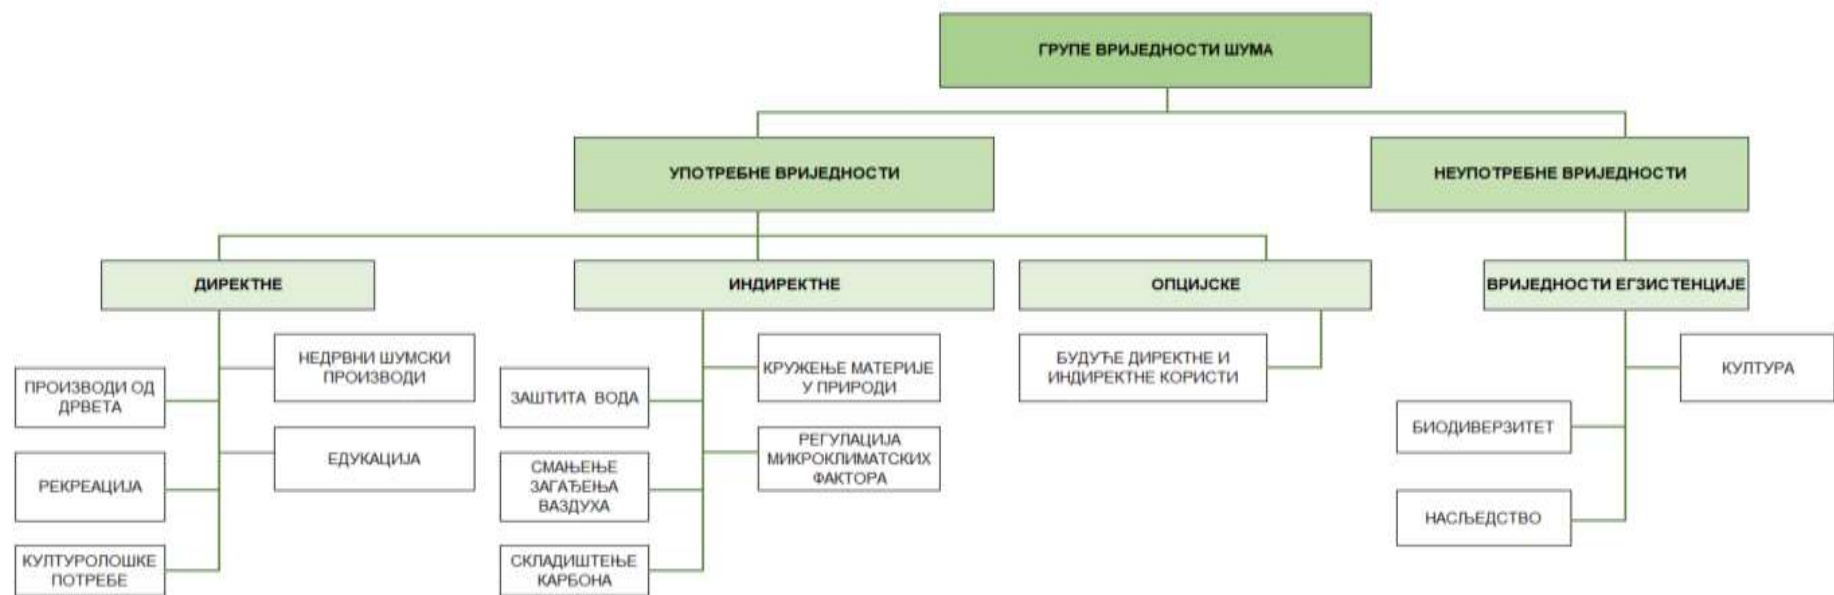 ГРУПЕ ВРИЈЕДНОСТИ ШУМА
УПОТРЕБНЕ ВРИЈЕДНОСТИ
НЕУПОТРЕБНЕ ВРИЈЕДНОСТИ
ДИРЕКТНЕ
ИНДИРЕКТНЕ
ОПЦИЈСКЕ
ВРИЈЕДНОСТИ ЕГЗИСТЕНЦИЈЕ
НЕДРВНИ ШУМСКИ
ПРОИЗВОДИ
ПРОИЗВОДИ ОД
ДРВЕТА
ЕДУКАЦИЈА
РЕКРЕАЦИЈА
КУЛТУРОЛОШКЕ
ПОТРЕБЕ
КРУЖЕЊЕ МАТЕРИЈЕ
У ПРИРОДИ
ЗАШТИТА ВОДА
РЕГУЛАЦИЈА
МИКРОКЛИМАТСКИХ
ФАКТОРА
СМАЊЕЊЕ
ЗАГАЂЕЊА
ВАЗДУХА
СКЛАДИШТЕЊЕ
КАРБОНА
БУДУЋЕ ДИРЕКТНЕ И
ИНДИРЕКТНЕ КОРИСТИ
КУЛТУРА
БИОДИВЕРЗИТЕТ
НАСЉЕДСТВО